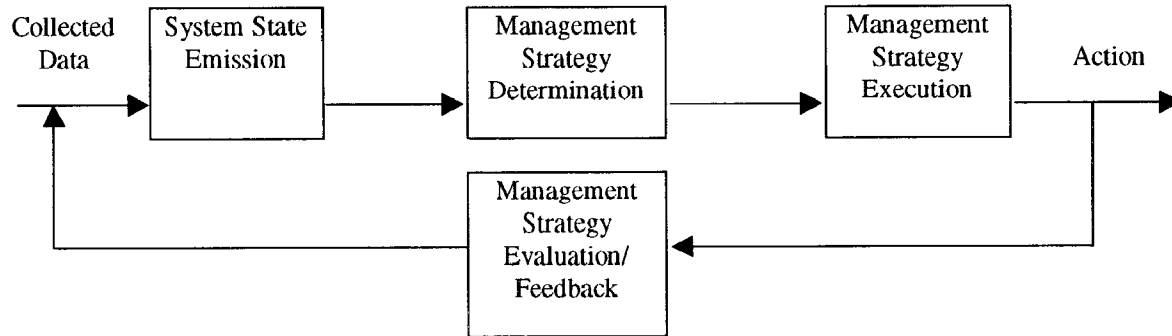 Collected
Data
System State
Emission
Management
Strategy
Determination
Management
Strategy
Execution
Action
Management
Strategy
Evaluation/
Feedback